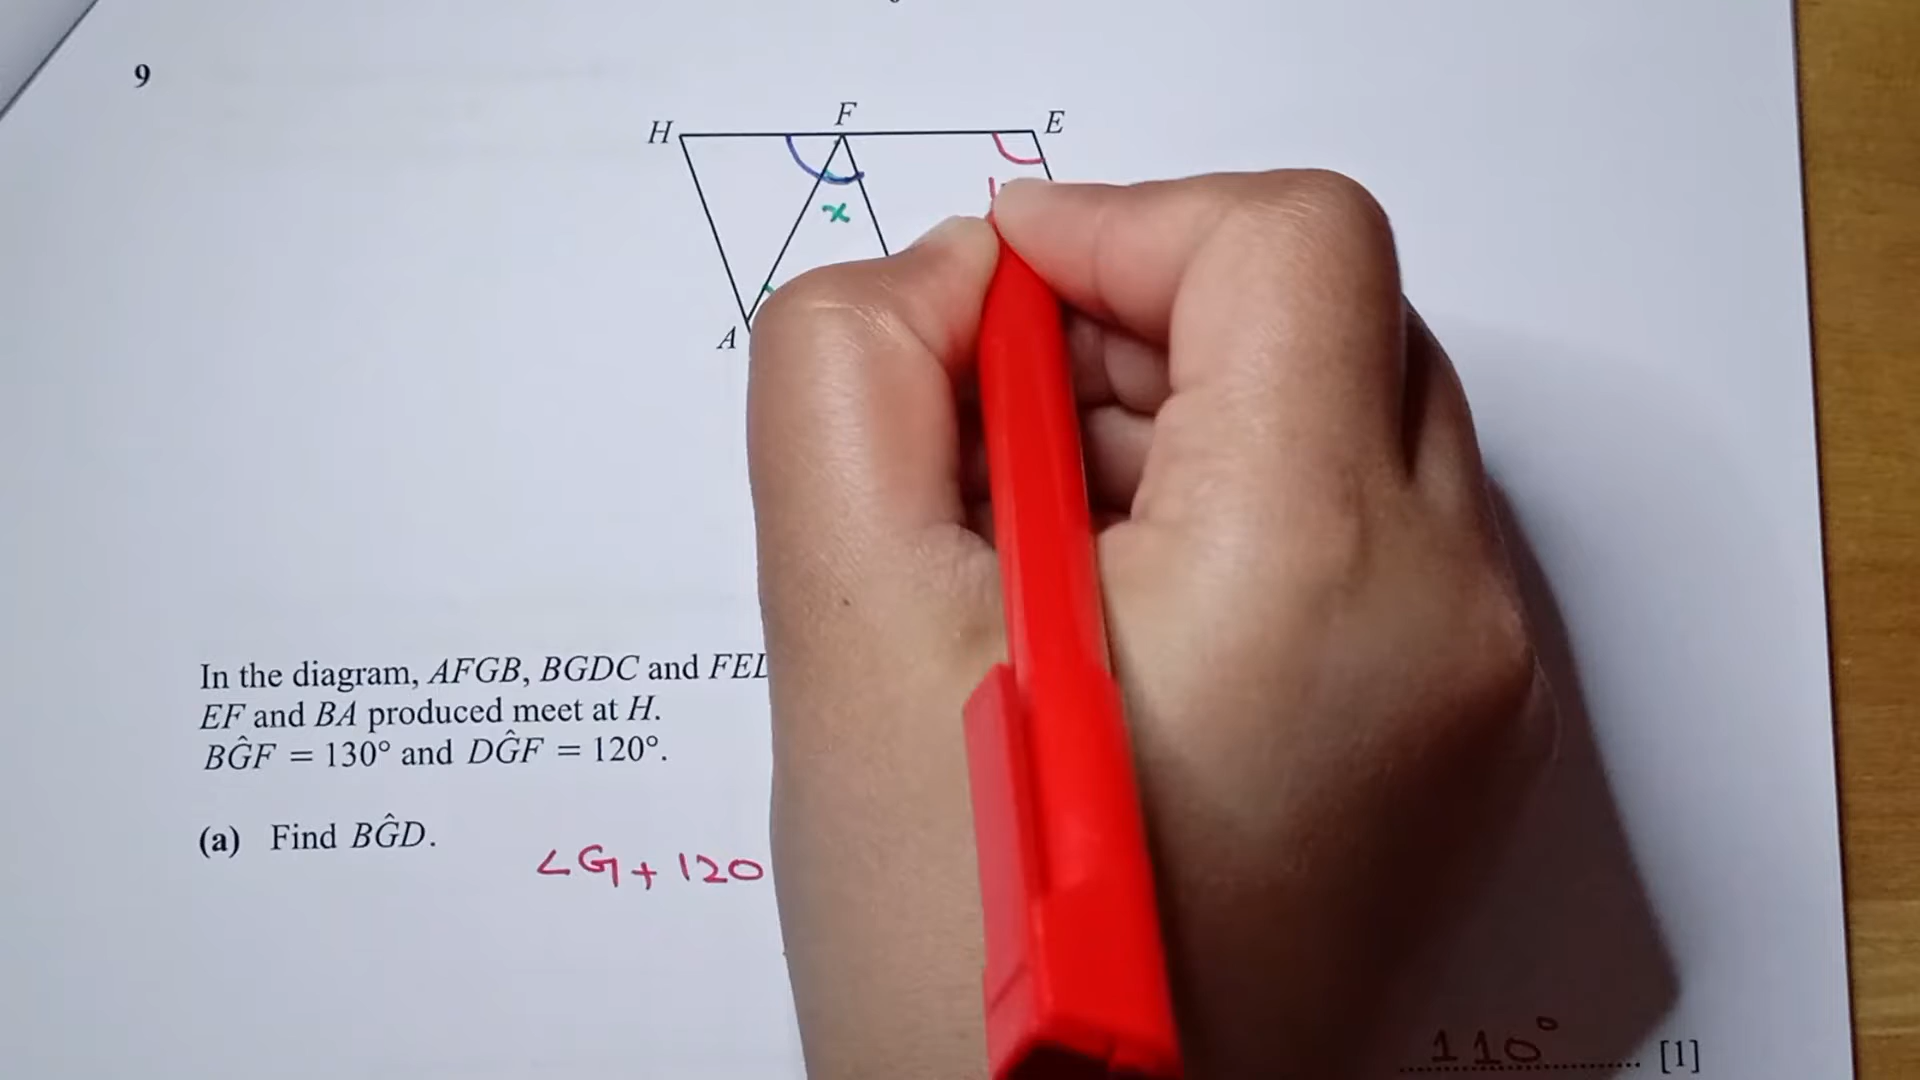 9
H F E
x
A
In the diagram, AFGB, BGDC and FE
EF and BA produced meet at H.
BĜF = 130° and DĜF = 120°.
(a) Find BĜD.
∠G + 120
110° [1]